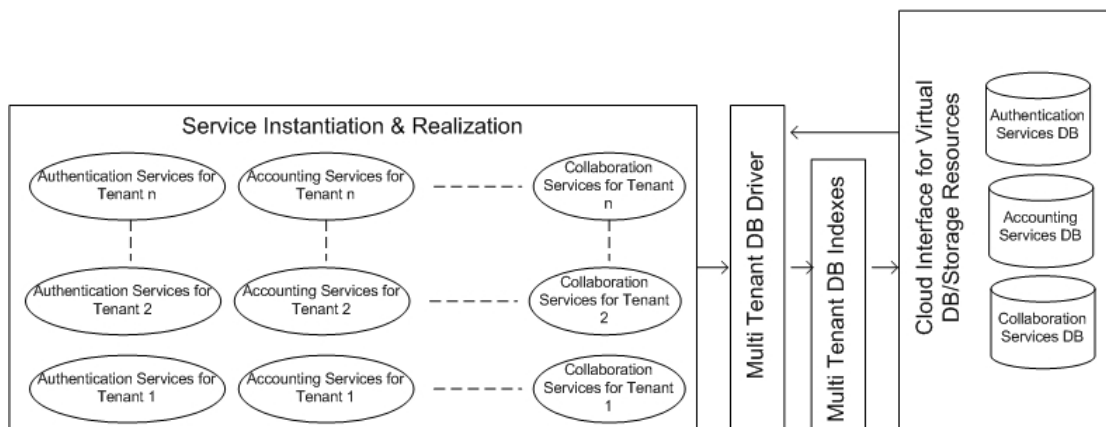 Service Instantiation & Realization
Authentication Services for
Tenant n
Accounting Services for
Tenant n
Collaboration
Services for Tenant
n
Authentication Services for
Tenant 2
Accounting Services for
Tenant 2
Collaboration
Services for Tenant
2
Authentication Services for
Tenant 1
Accounting Services for
Tenant 1
Collaboration
Services for Tenant
1
Multi Tenant DB Driver
Multi Tenant DB Indexes
Cloud Interface for Virtual
DB/Storage Resources
Authentication
Services DB
Accounting
Services DB
Collaboration
Services DB